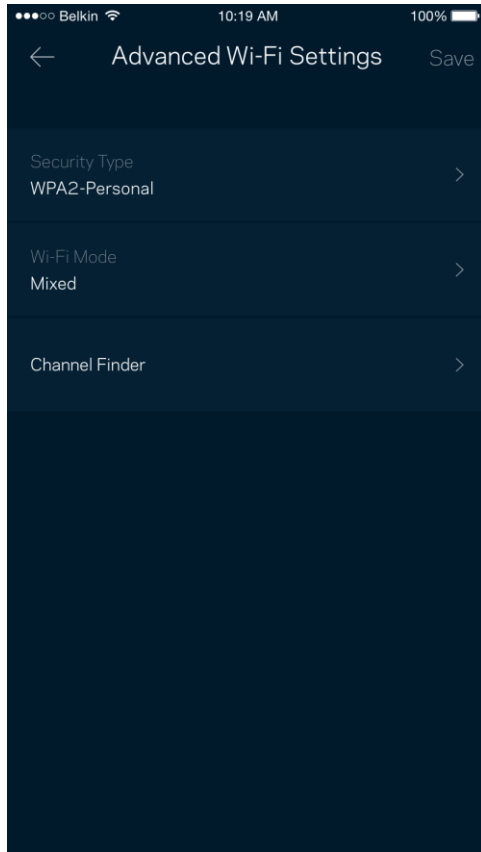 Belkin 10:19 AM 100%
Advanced Wi-Fi Settings Save
Security Type
WPA2-Personal
Wi-Fi Mode
Mixed
Channel Finder